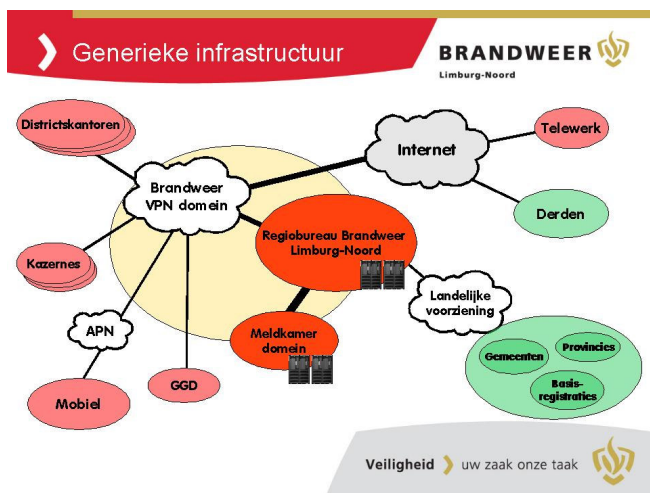 Generieke infrastructuur
BRANDWEER
Limburg-Noord
Districtskantoren
Telewerk
Internet
Brandweer
VPN domein
Derden
Regiobureau Brandweer
Limburg-Noord
Kazernes
Landelijke
voorziening
APN
Meldkamer
domein
Provincies
Gemeenten
GGD
Basis-
registraties
Mobiel
Veiligheid
uw zaak onze taak